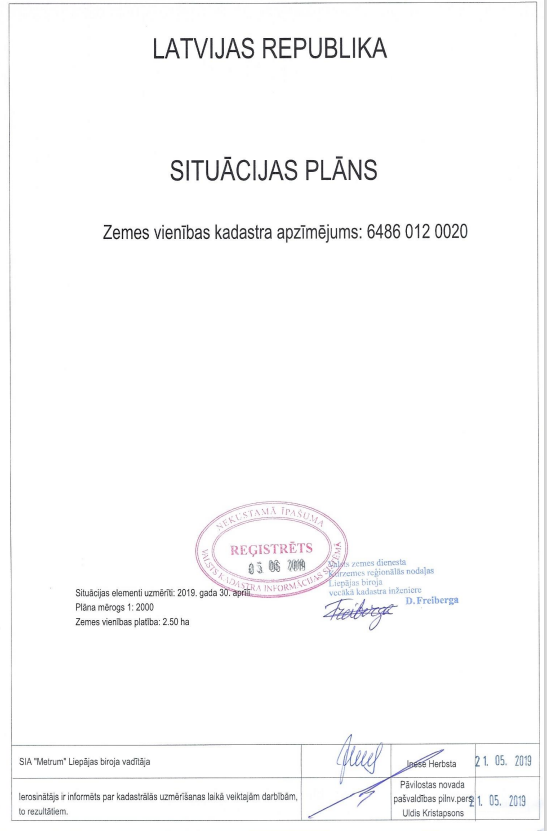 LATVIJAS REPUBLIKA
SITUĀCIJAS PLĀNS
Zemes vienības kadastra apzīmējums: 6486 012 0020
NEKUSTAMĀ ĪPAŠUMA
VALSTS KADASTRA INFORMĀCIJAS SISTĒMĀ
REĢISTRĒTS
03 06 2019
Valsts zemes dienesta
Kurzemes reģionālās nodaļas
Liepājas biroja
vecākā kadastra inženiere
D. Freiberga
Freiberga
Situācijas elementi uzmērīti: 2019. gada 30. aprīlī.
Plāna mērogs 1: 2000
Zemes vienības platība: 2.50 ha
SIA "Metrum" Liepājas biroja vadītāja
Inese Herbsta
21. 05. 2019
Ierosinātājs ir informēts par kadastrālās uzmērīšanas laikā veiktajām darbībām,
to rezultātiem.
Pāvilostas novada
pašvaldības pilnv.pers
Uldis Kristapsons
21. 05. 2019